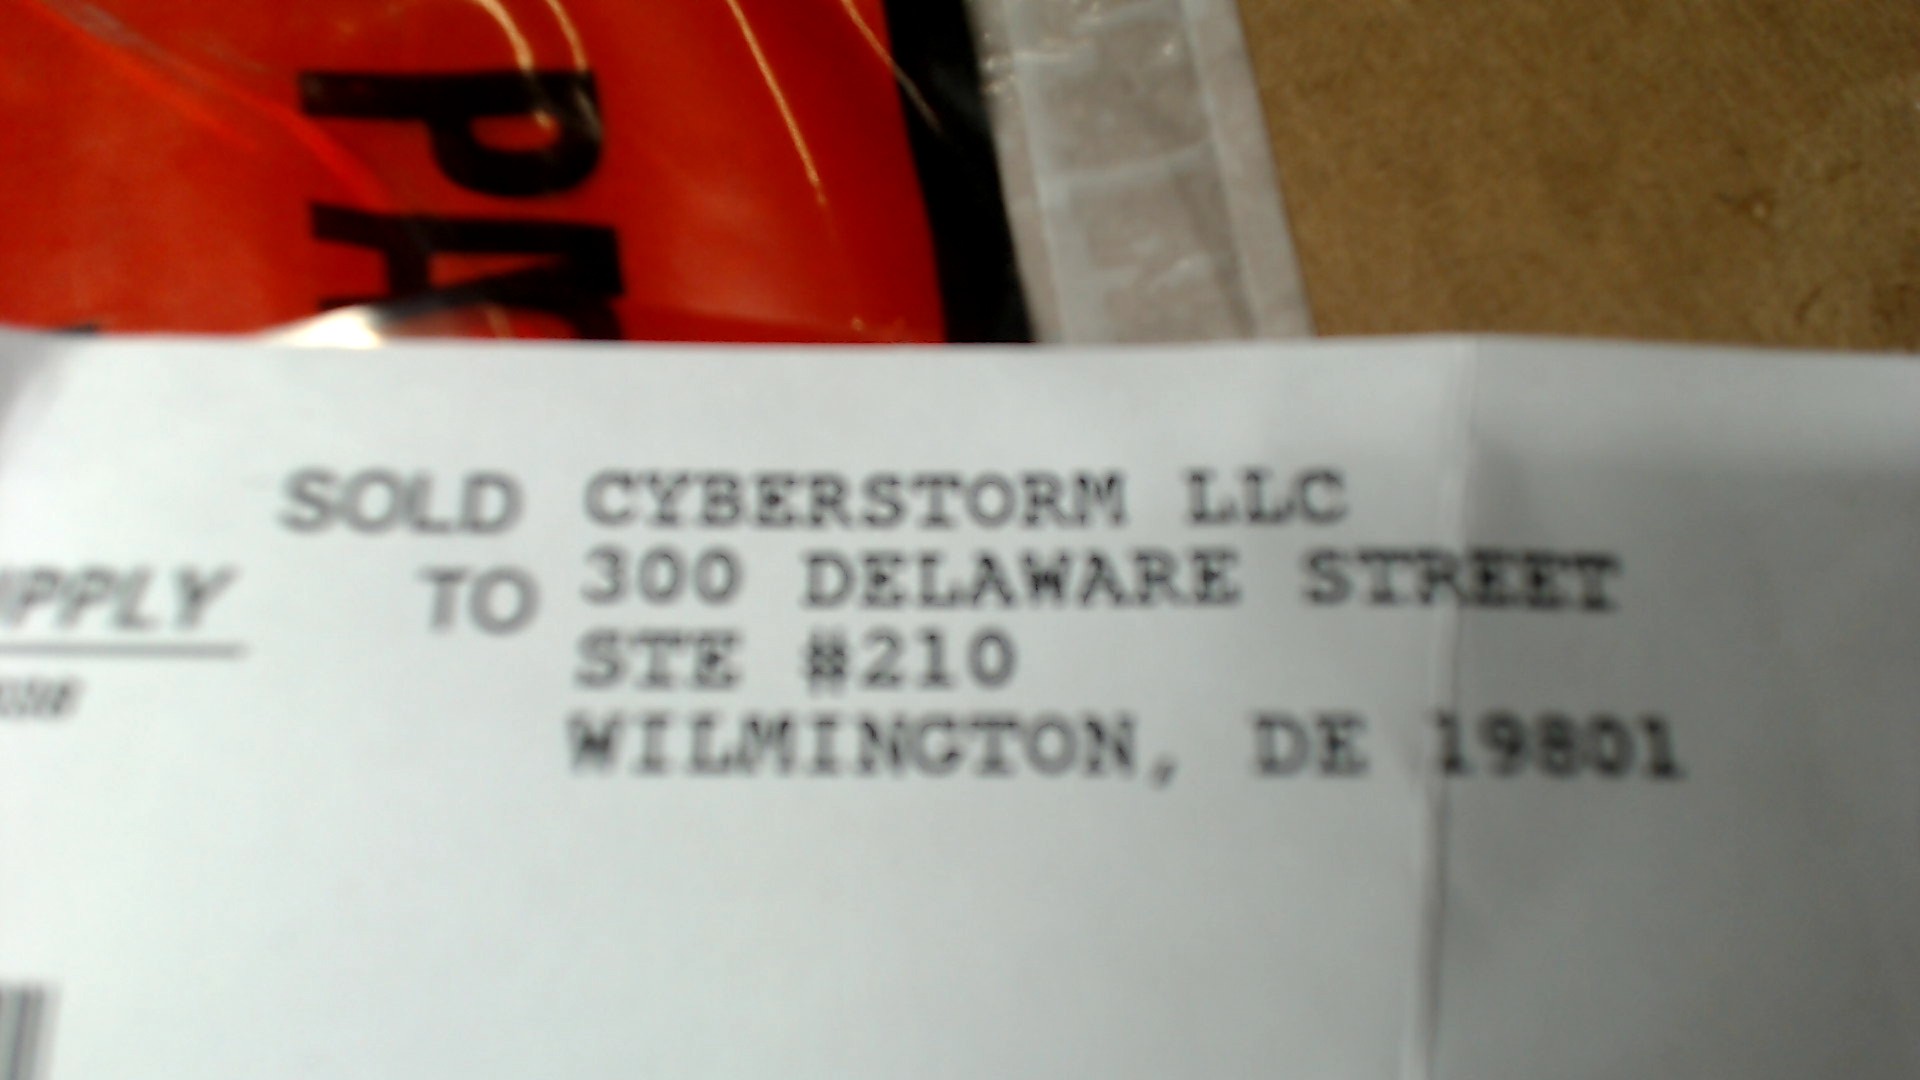 SOLD TO
CYBERSTORM LLC
300 DELAWARE STREET
STE #210
WILMINGTON, DE 19801